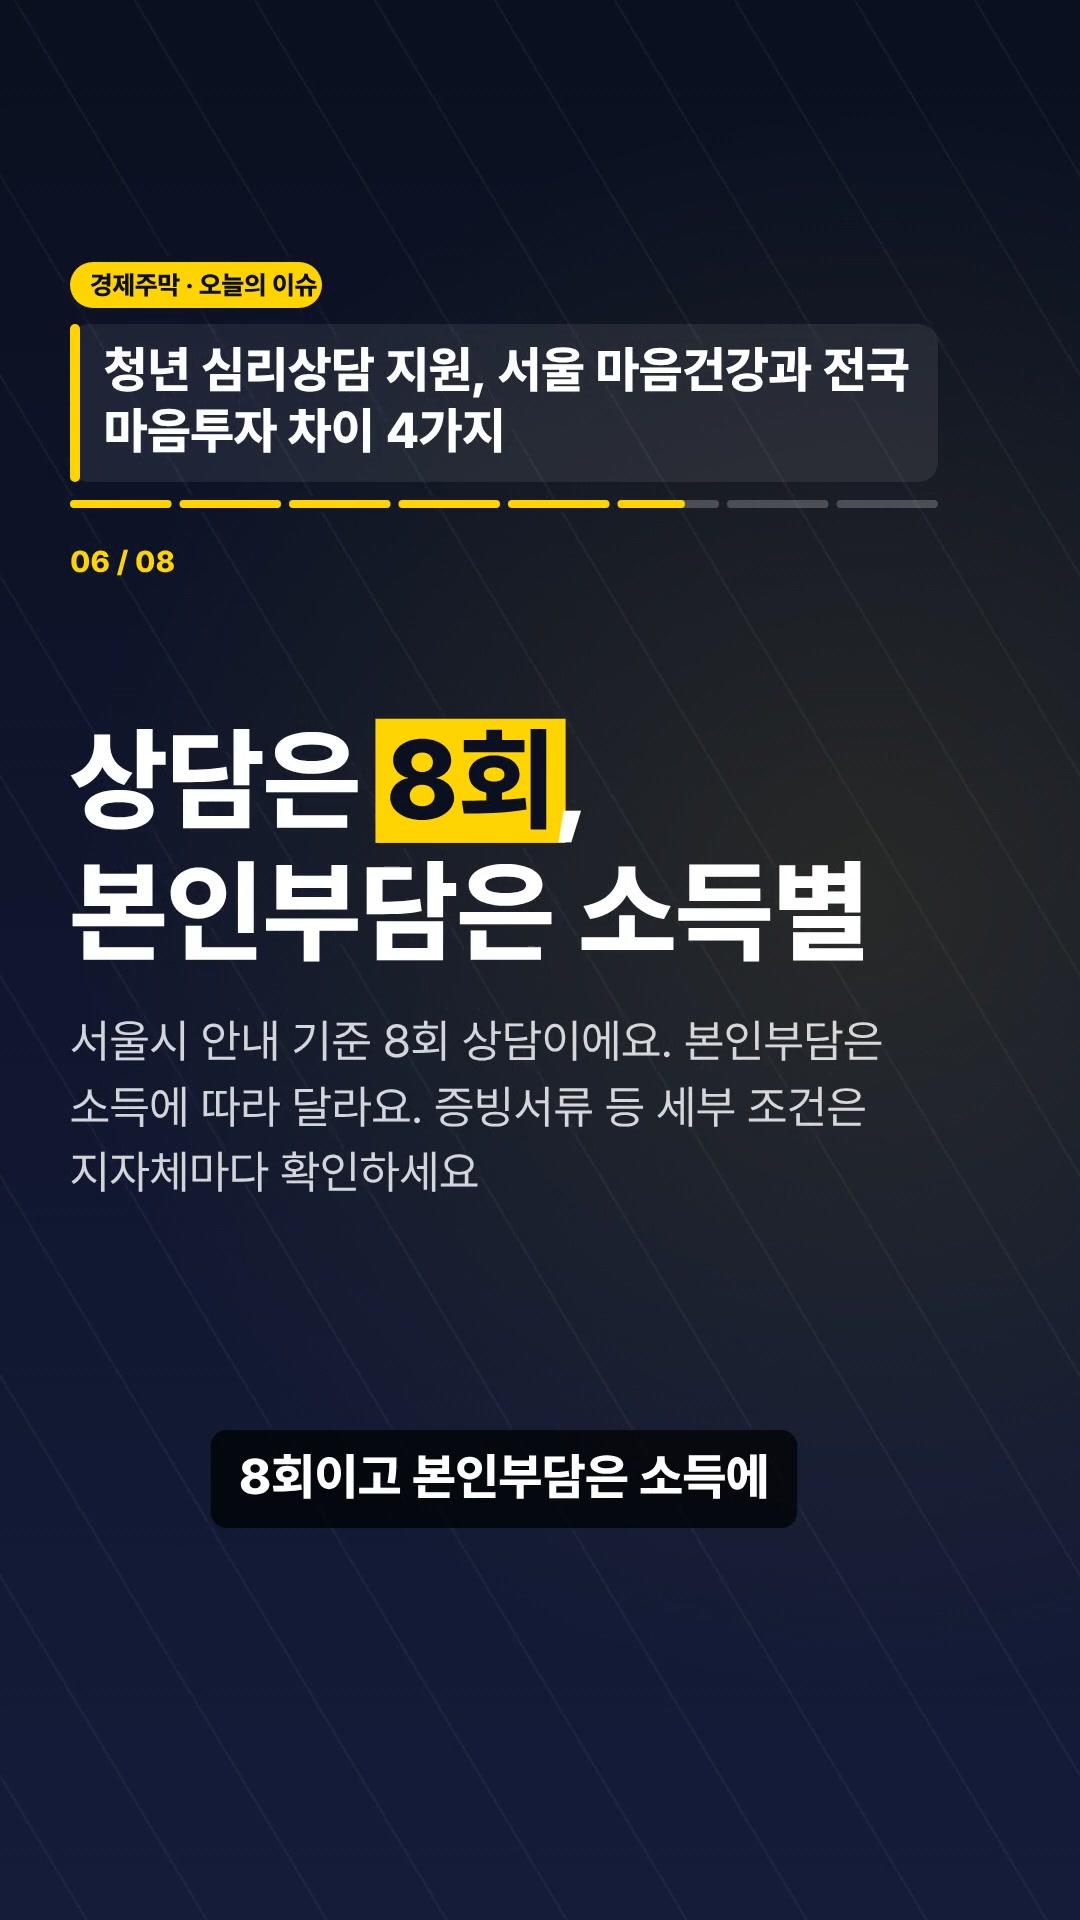 경제주막 · 오늘의 이슈
청년 심리상담 지원, 서울 마음건강과 전국
마음투자 차이 4가지
06 / 08
상담은 8회,
본인부담은 소득별
서울시 안내 기준 8회 상담이에요. 본인부담은
소득에 따라 달라요. 증빙서류 등 세부 조건은
지자체마다 확인하세요
8회이고 본인부담은 소득에